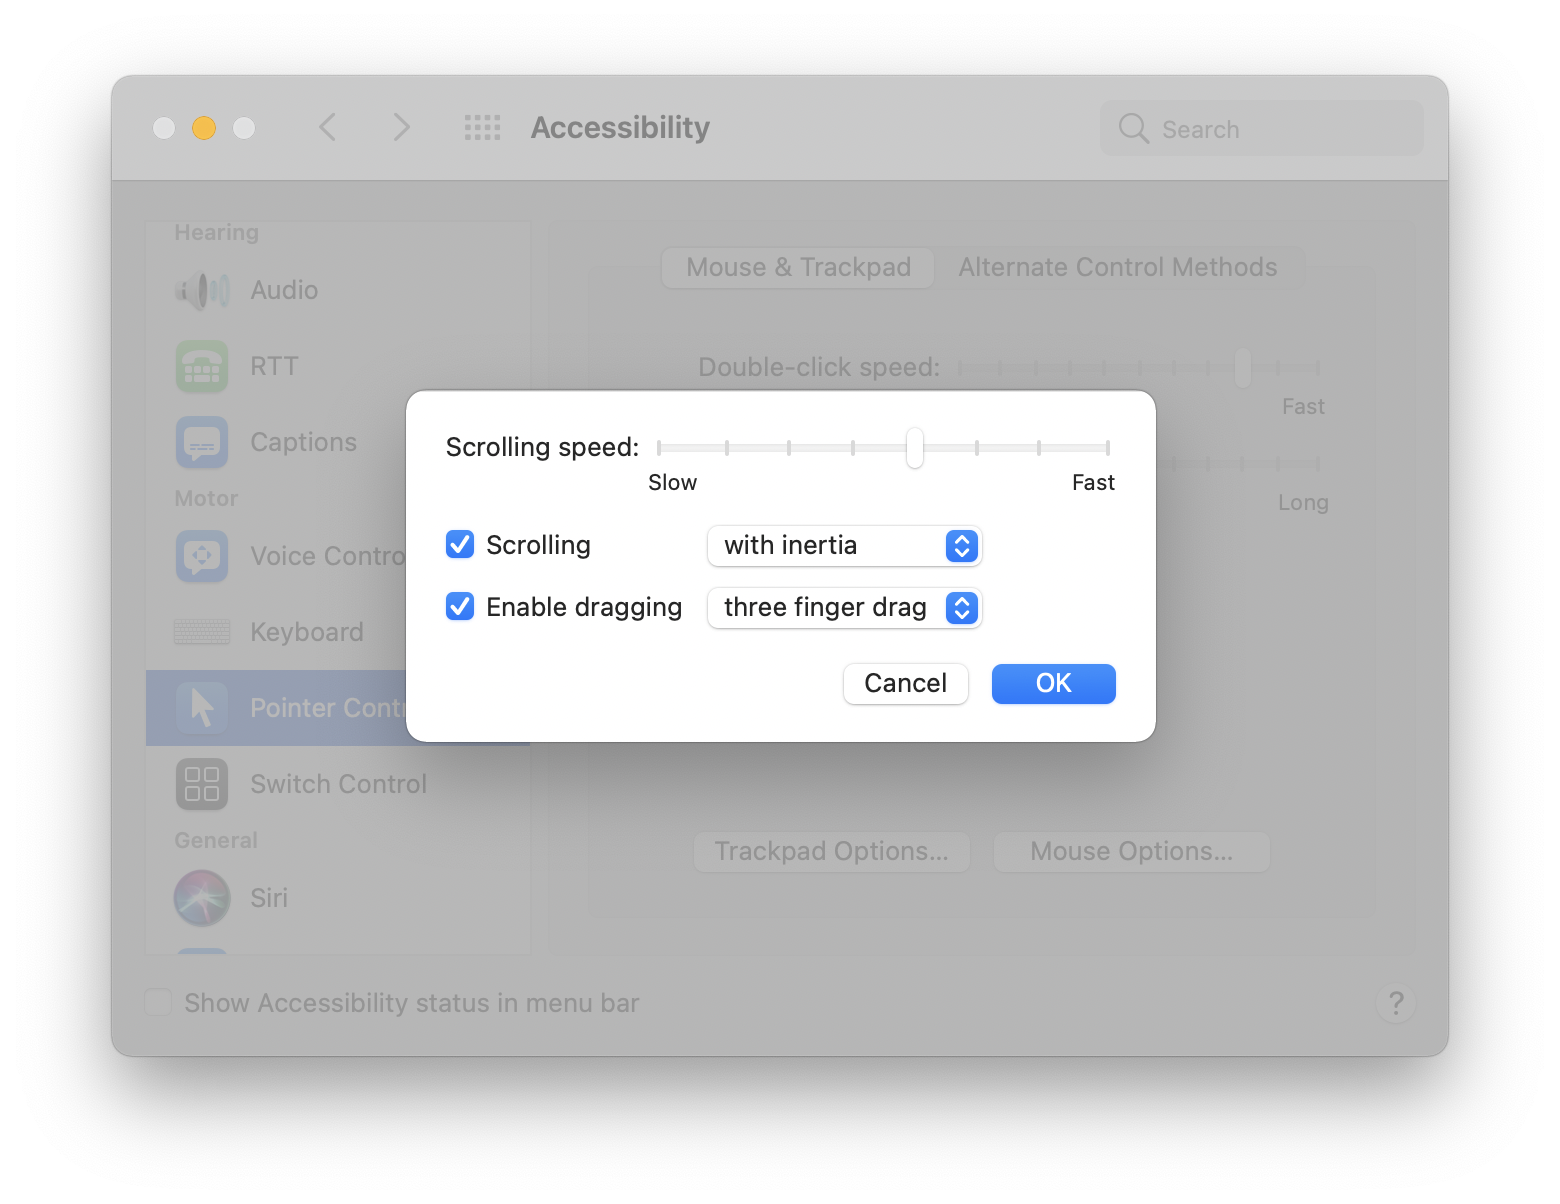 Accessibility
Search
Hearing
Audio
RTT
Captions
Motor
Voice Contro
Keyboard
Pointer Contr
Switch Control
General
Siri
Mouse & Trackpad
Alternate Control Methods
Double-click speed:
Fast
Long
Scrolling speed:
Slow
Fast
Scrolling
with inertia
Enable dragging
three finger drag
Cancel
OK
Trackpad Options...
Mouse Options...
Show Accessibility status in menu bar
?